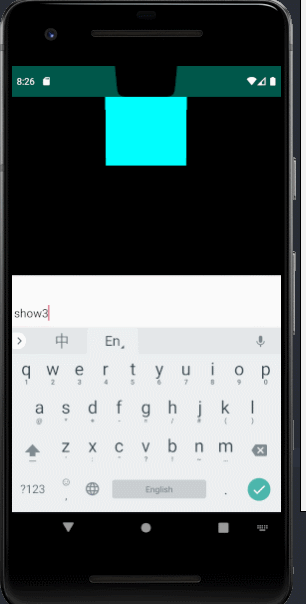 8:26
show3
中 En
q w e r t y u i o p
1 2 3 4 5 6 7 8 9 0
a s d f g h j k l
z x c v b n m
?123 , English .